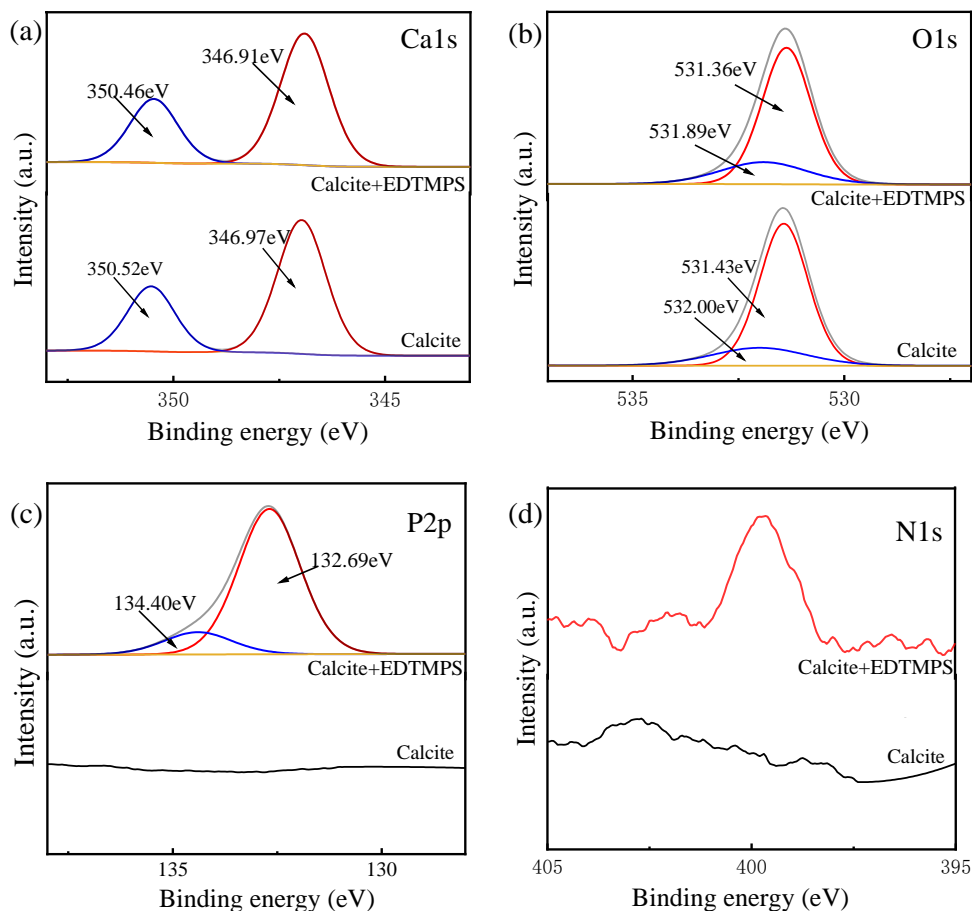 (a)
Ca1s
346.91eV
350.46eV
Calcite+EDTMPS
346.97eV
350.52eV
Calcite
Intensity (a.u.)
350
345
Binding energy (eV)
(b)
O1s
531.36eV
531.89eV
Calcite+EDTMPS
531.43eV
532.00eV
Calcite
Intensity (a.u.)
535
530
Binding energy (eV)
(c)
P2p
132.69eV
134.40eV
Calcite+EDTMPS
Calcite
Intensity (a.u.)
135
130
Binding energy (eV)
(d)
N1s
Calcite+EDTMPS
Calcite
Intensity (a.u.)
405
400
395
Binding energy (eV)